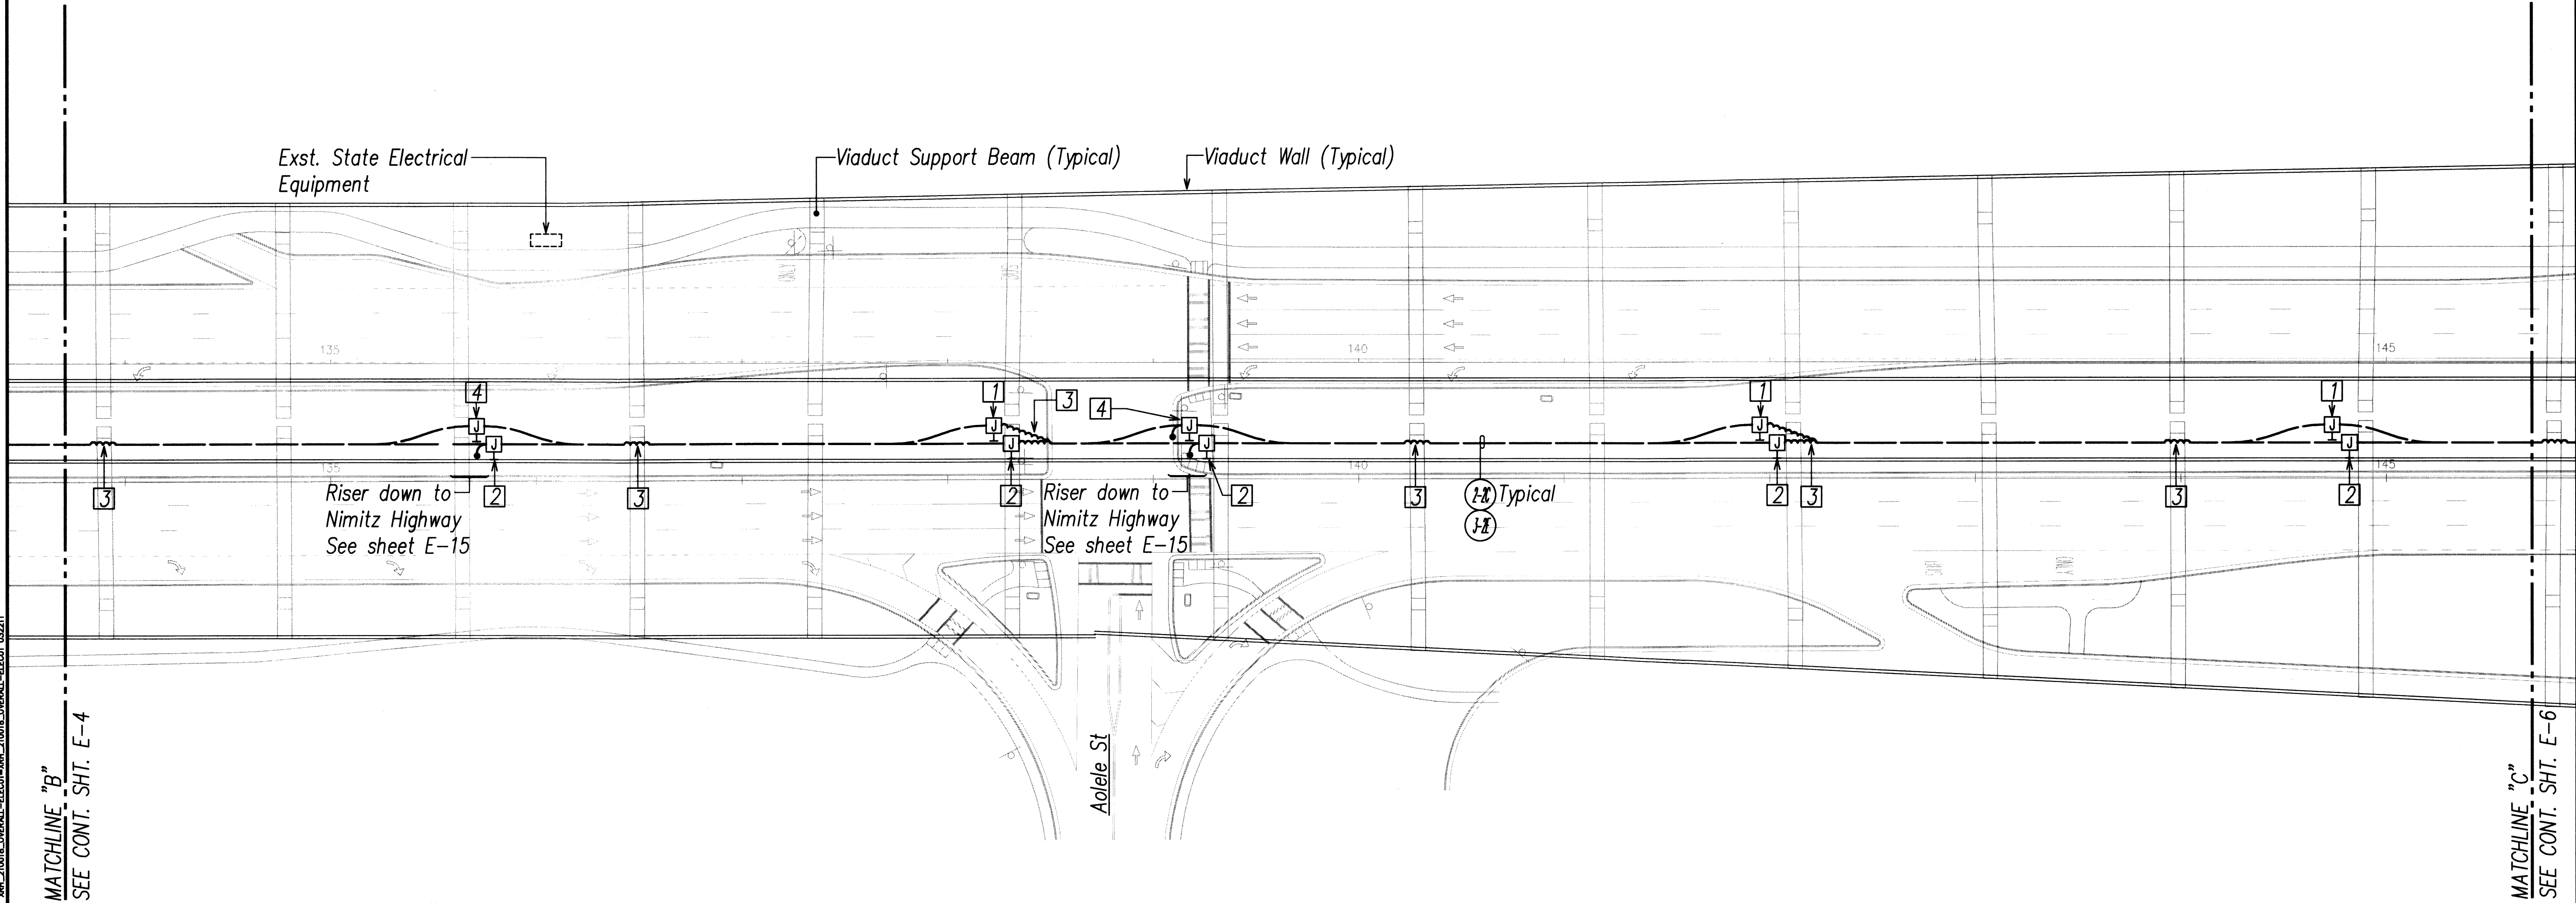 Exst. State Electrical
Equipment
Viaduct Support Beam (Typical)
Viaduct Wall (Typical)
135
140
145
4
1
3
4
1
1
J
J
J
J
J
J
J
J
J
J
135
140
145
3
2
3
2
2
3
2
3
3
2
Riser down to
Nimitz Highway
See sheet E-15
Riser down to
Nimitz Highway
See sheet E-15
Typical
Aolele St
MATCHLINE "B"
SEE CONT. SHT. E-4
MATCHLINE "C"
SEE CONT. SHT. E-6